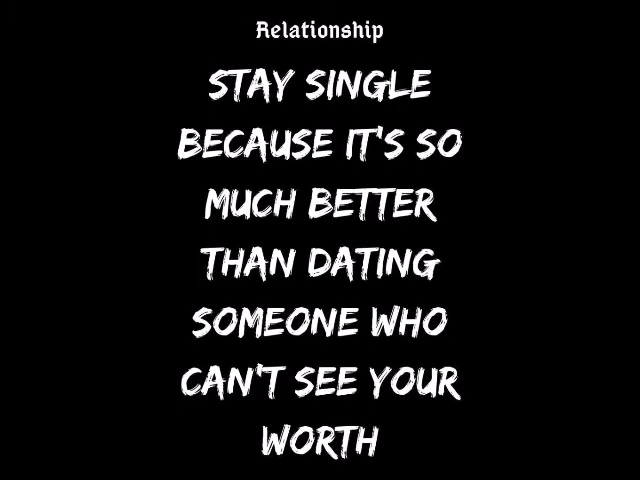 Relationship
STAY SINGLE
BECAUSE IT'S SO
MUCH BETTER
THAN DATING
SOMEONE WHO
CAN'T SEE YOUR
WORTH